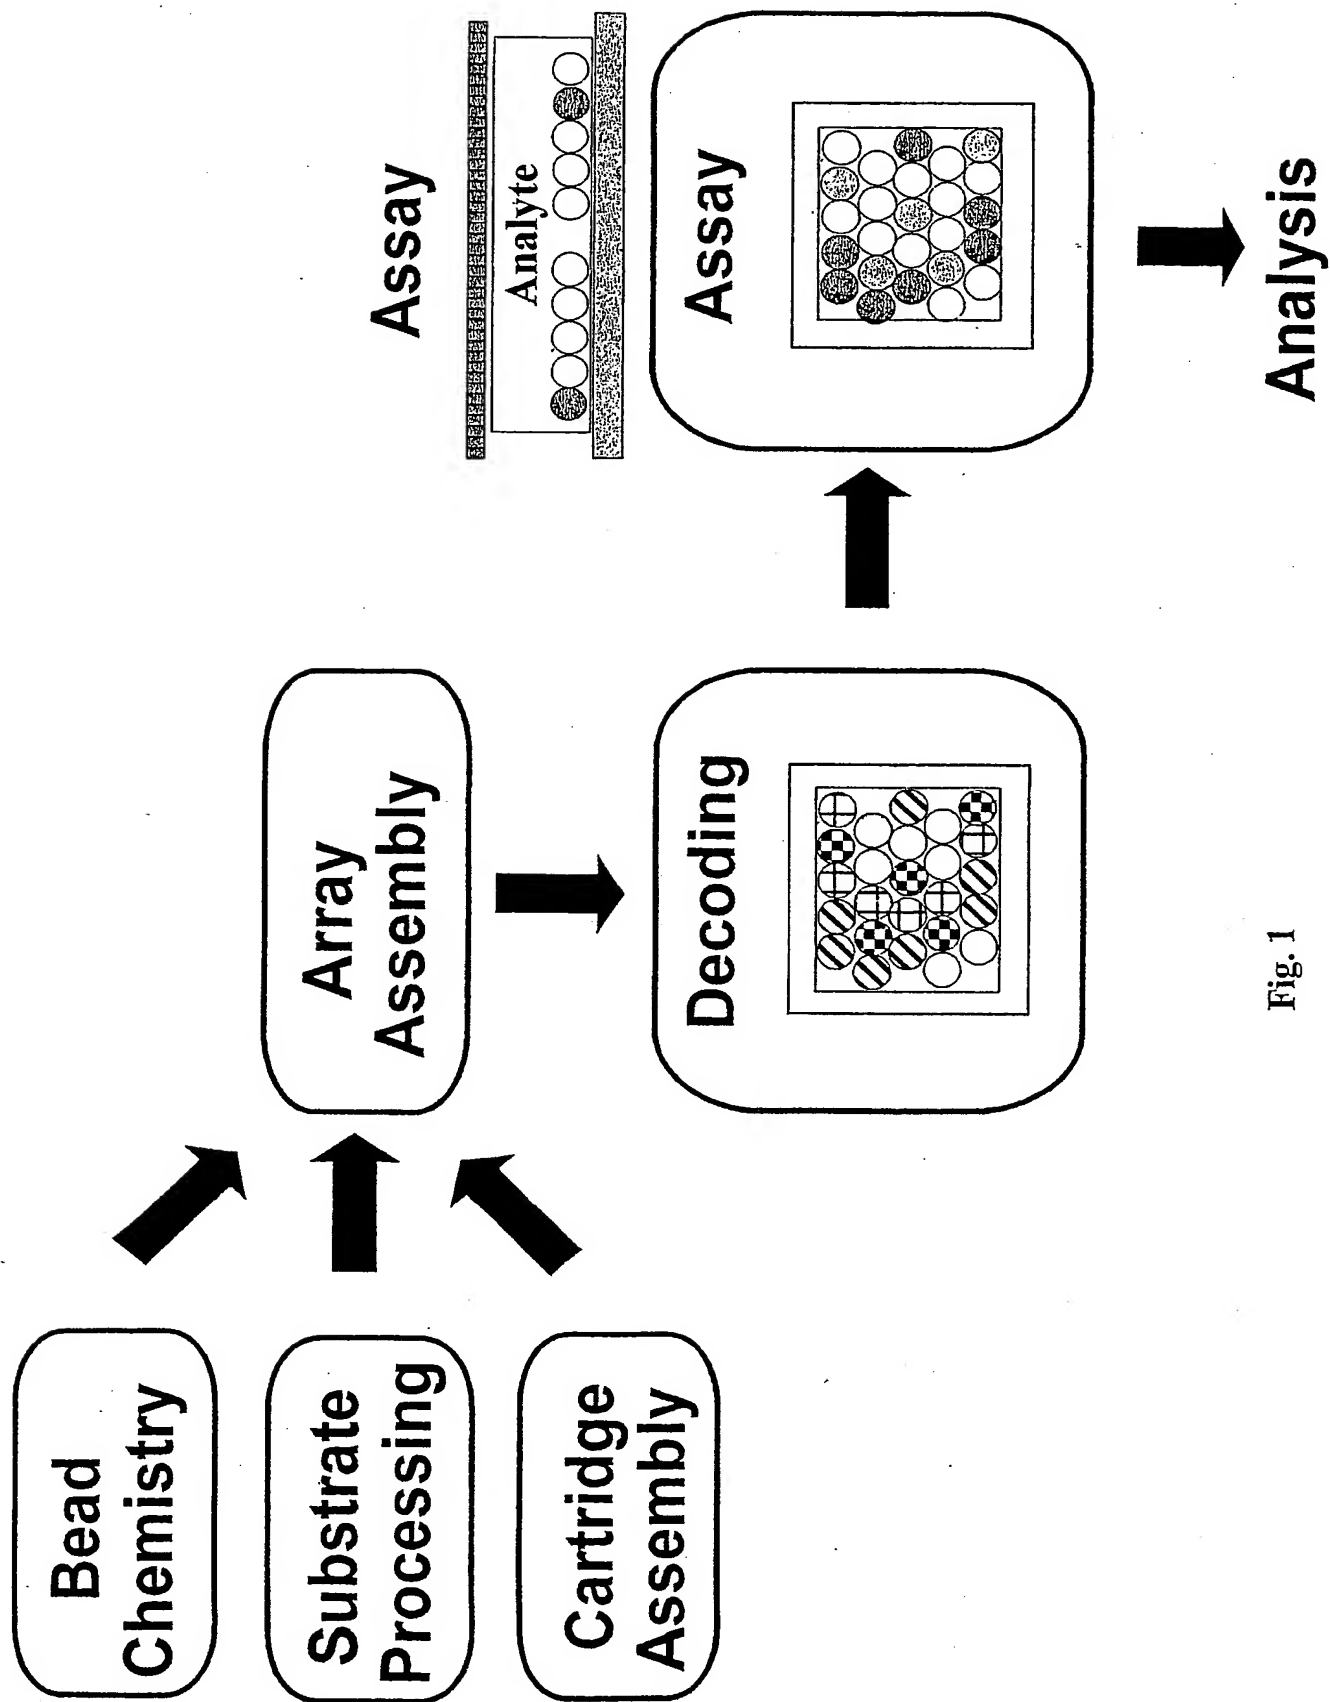 Bead
Chemistry
Substrate
Processing
Cartridge
Assembly
Array
Assembly
Decoding
Assay
Analyte
Assay
Analysis
Fig. 1